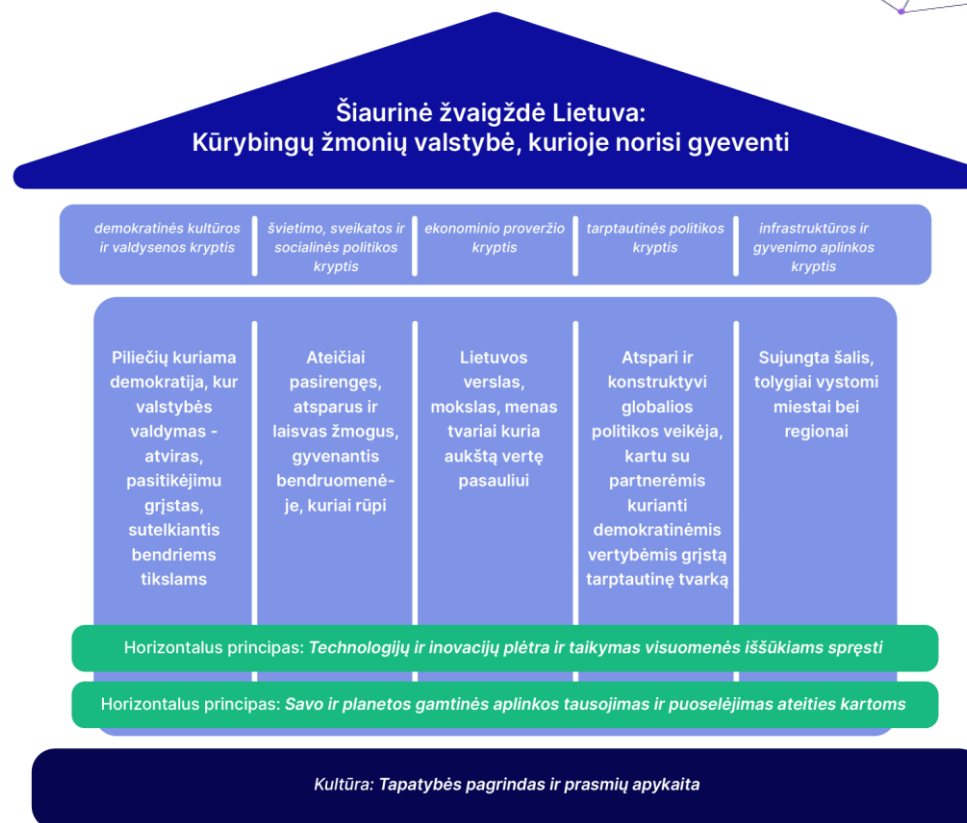 Šiaurinė žvaigždė Lietuva:
Kūrybingų žmonių valstybė, kurioje norisi gyeventi
demokratinės kultūros
ir valdysenos kryptis
švietimo, sveikatos ir
socialinės politikos
kryptis
ekonominio proveržio
kryptis
tarptautinės politikos
kryptis
infrastruktūros ir
gyvenimo aplinkos
kryptis
Piliečių kuriama
demokratija, kur
valstybės
valdymas -
atviras,
pasitikėjimu
grįstas,
sutelkiantis
bendriems
tikslams
Ateičiai
pasirengęs,
atsparus ir
laisvas žmogus,
gyvenantis
bendruomenė-
je, kuriai rūpi
Lietuvos
verslas,
mokslas, menas
tvariai kuria
aukštą vertę
pasauliui
Atspari ir
konstruktyvi
globalios
politikos veikėja,
kartu su
partnerėmis
kurianti
demokratinėmis
vertybėmis grįstą
tarptautinę tvarką
Sujungta šalis,
tolygiai vystomi
miestai bei
regionai
Horizontalus principas: Technologijų ir inovacijų plėtra ir taikymas visuomenės iššūkiams spręsti
Horizontalus principas: Savo ir planetos gamtinės aplinkos tausojimas ir puoselėjimas ateities kartoms
Kultūra: Tapatybės pagrindas ir prasmių apykaita